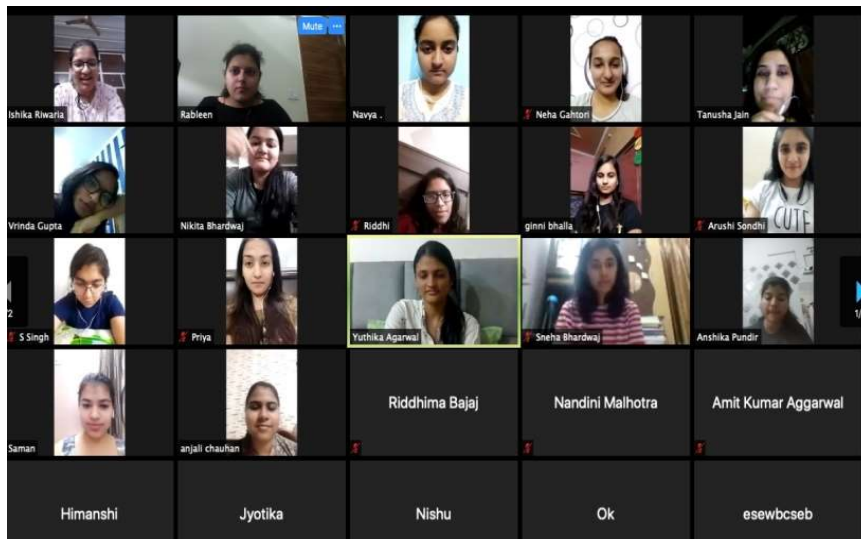 Mute ...
Ishika Riwaria
Rableen
Navya .
Neha Gahtori
Tanusha Jain
Vrinda Gupta
Nikita Bhardwaj
Riddhi
ginni bhalla
Arushi Sondhi
CUTE
S Singh
Priya
Yuthika Agarwal
Sneha Bhardwaj
Anshika Pundir
Saman
anjali chauhan
Riddhima Bajaj
Nandini Malhotra
Amit Kumar Aggarwal
Himanshi
Jyotika
Nishu
Ok
esewbcseb